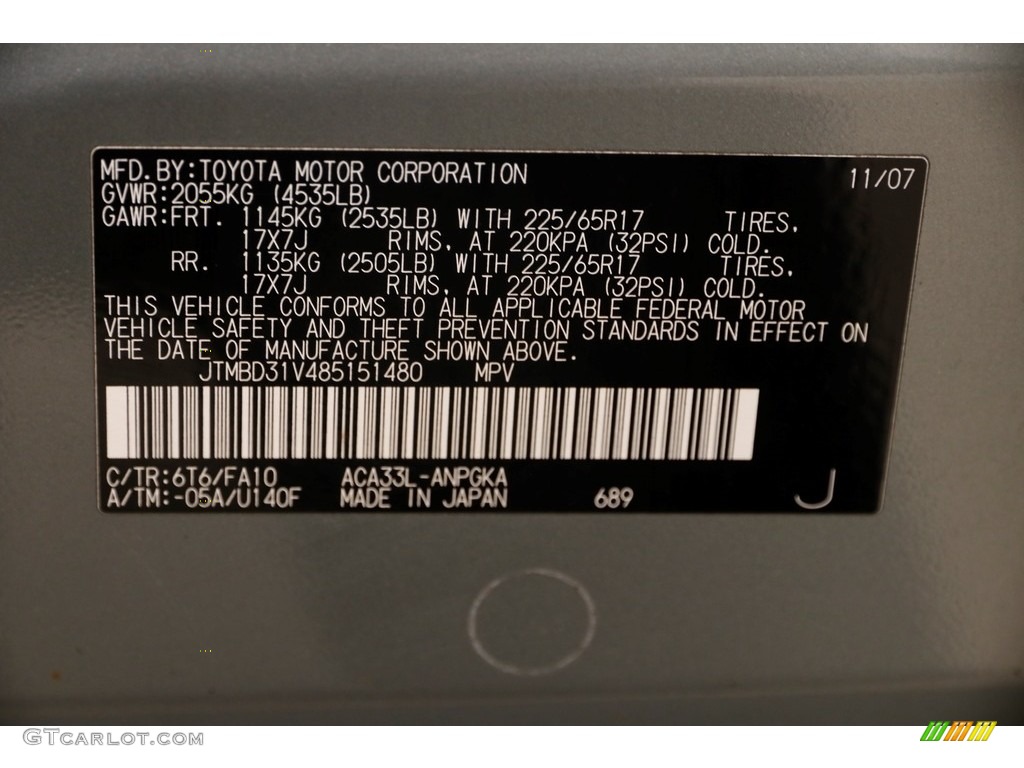 MFD.BY:TOYOTA MOTOR CORPORATION 11/07
GVWR:2055KG (4535LB)
GAWR:FRT. 1145KG (2535LB) WITH 225/65R17 TIRES,
17X7J RIMS, AT 220KPA (32PSI) COLD.
RR. 1135KG (2505LB) WITH 225/65R17 TIRES,
17X7J RIMS, AT 220KPA (32PSI) COLD.
THIS VEHICLE CONFORMS TO ALL APPLICABLE FEDERAL MOTOR
VEHICLE SAFETY AND THEFT PREVENTION STANDARDS IN EFFECT ON
THE DATE OF MANUFACTURE SHOWN ABOVE.
JTMBD31V485151480 MPV
C/TR:6T6/FA10 ACA33L-ANPGKA
A/TM:-05A/U140F MADE IN JAPAN 689 J
GTCarLot.com